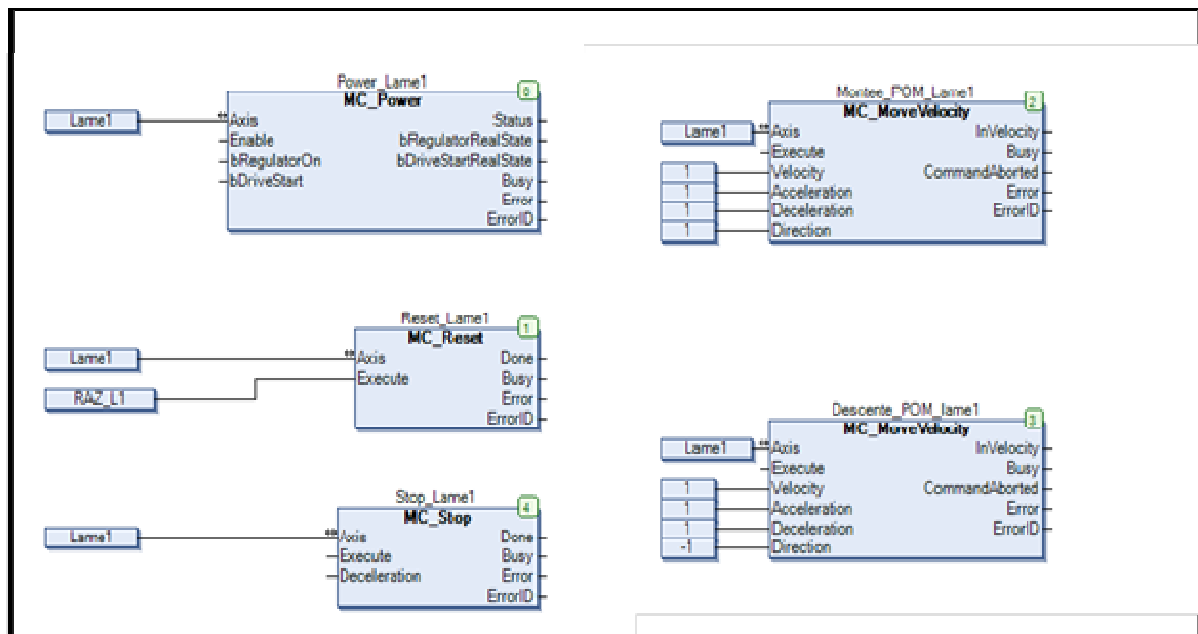 Power_Lame1
0
MC_Power
Lame1
Axis
Status
Enable
bRegulatorRealState
bRegulatorOn
bDriveStartRealState
bDriveStart
Busy
Error
ErrorID
Reset_Lame1
1
MC_Reset
Lame1
Axis
Done
RAZ_L1
Execute
Busy
Error
ErrorID
Stop_Lame1
4
MC_Stop
Lame1
Axis
Done
Execute
Busy
Decelleration
Error
ErrorID
Montee_POM_Lame1
2
MC_MoveVelocity
Lame1
Axis
InVelocity
Execute
Busy
1
Velocity
CommandAborted
1
Acceleration
Error
1
Deceleration
ErrorID
1
Direction
Descente_POM_lame1
3
MC_MoveVelocity
Lame1
Axis
InVelocity
Execute
Busy
1
Velocity
CommandAborted
1
Acceleration
Error
1
Deceleration
ErrorID
-1
Direction